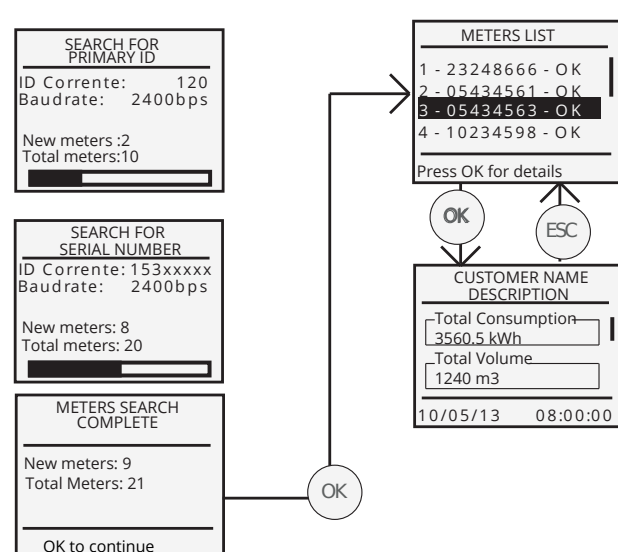 SEARCH FOR
PRIMARY ID
ID Corrente: 120
Baudrate: 2400bps
New meters :2
Total meters:10
SEARCH FOR
SERIAL NUMBER
ID Corrente: 153xxxxx
Baudrate: 2400bps
New meters: 8
Total meters: 20
METERS SEARCH
COMPLETE
New meters: 9
Total Meters: 21
OK to continue
OK
METERS LIST
1 - 23248666 - OK
2 - 05434561 - OK
3 - 05434563 - OK
4 - 10234598 - OK
Press OK for details
OK
ESC
CUSTOMER NAME
DESCRIPTION
Total Consumption
3560.5 kWh
Total Volume
1240 m3
10/05/13 08:00:00